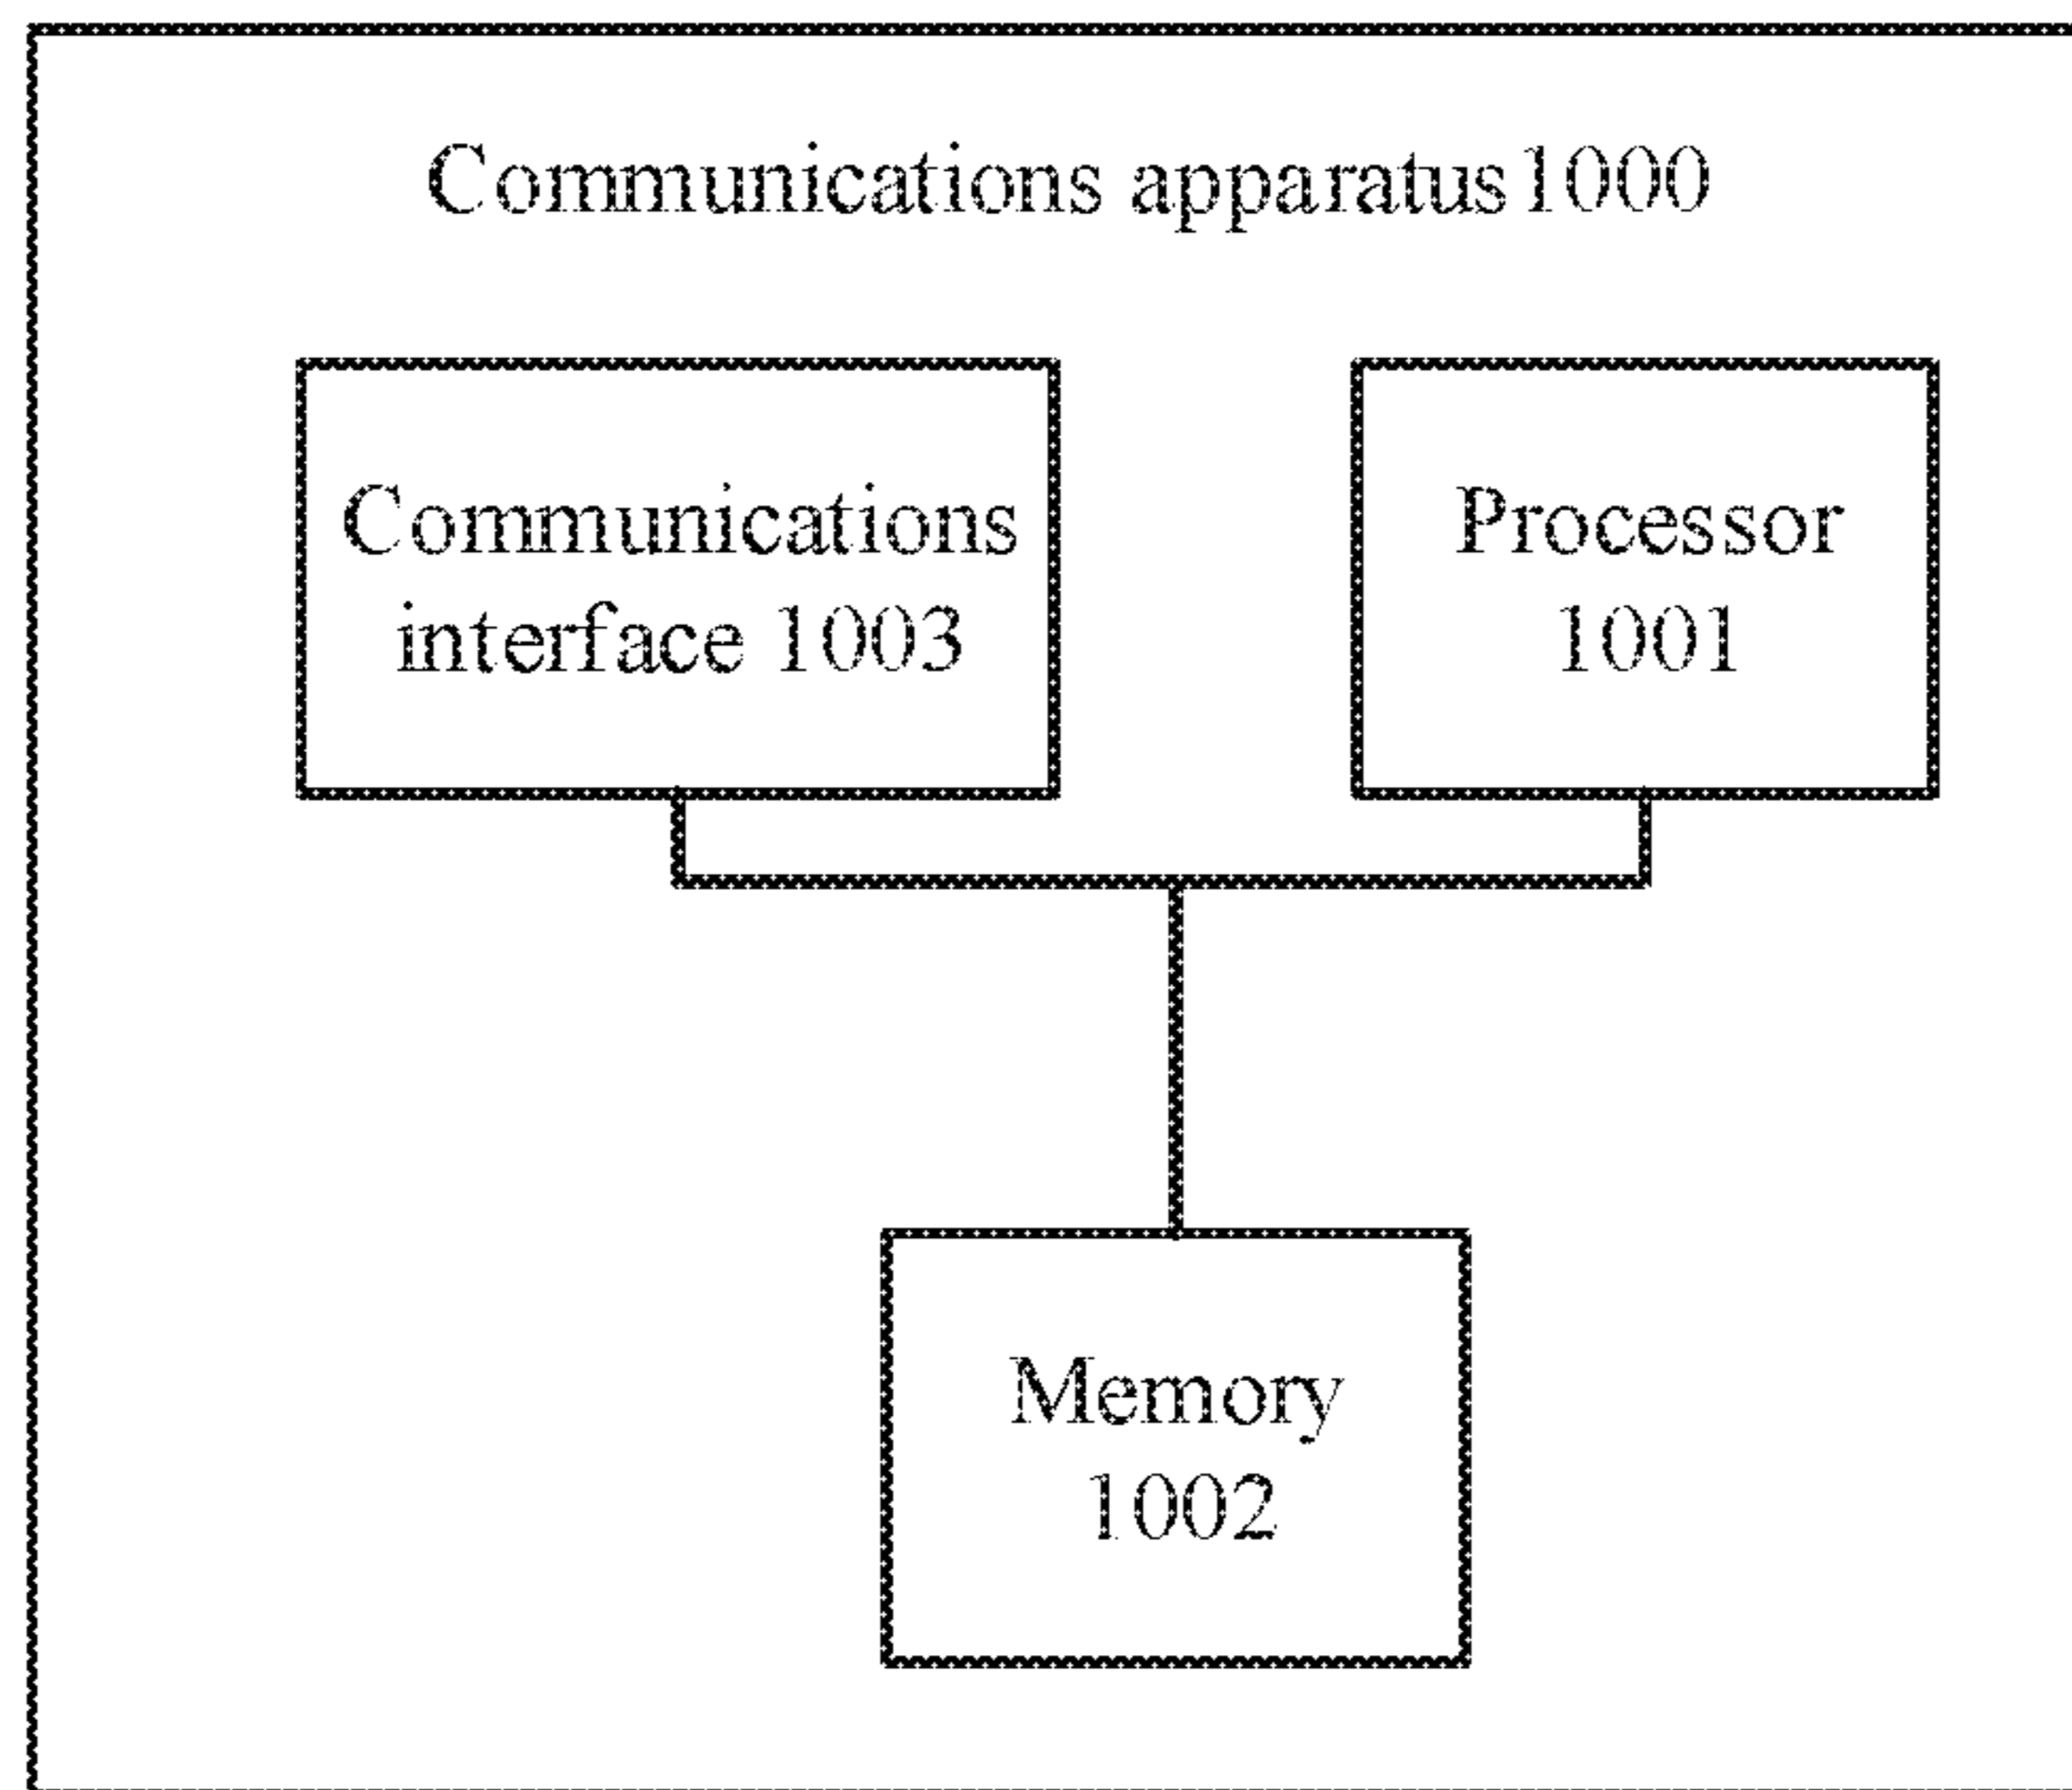 Communications apparatus 1000
Communications
interface 1003
Processor
1001
Memory
1002